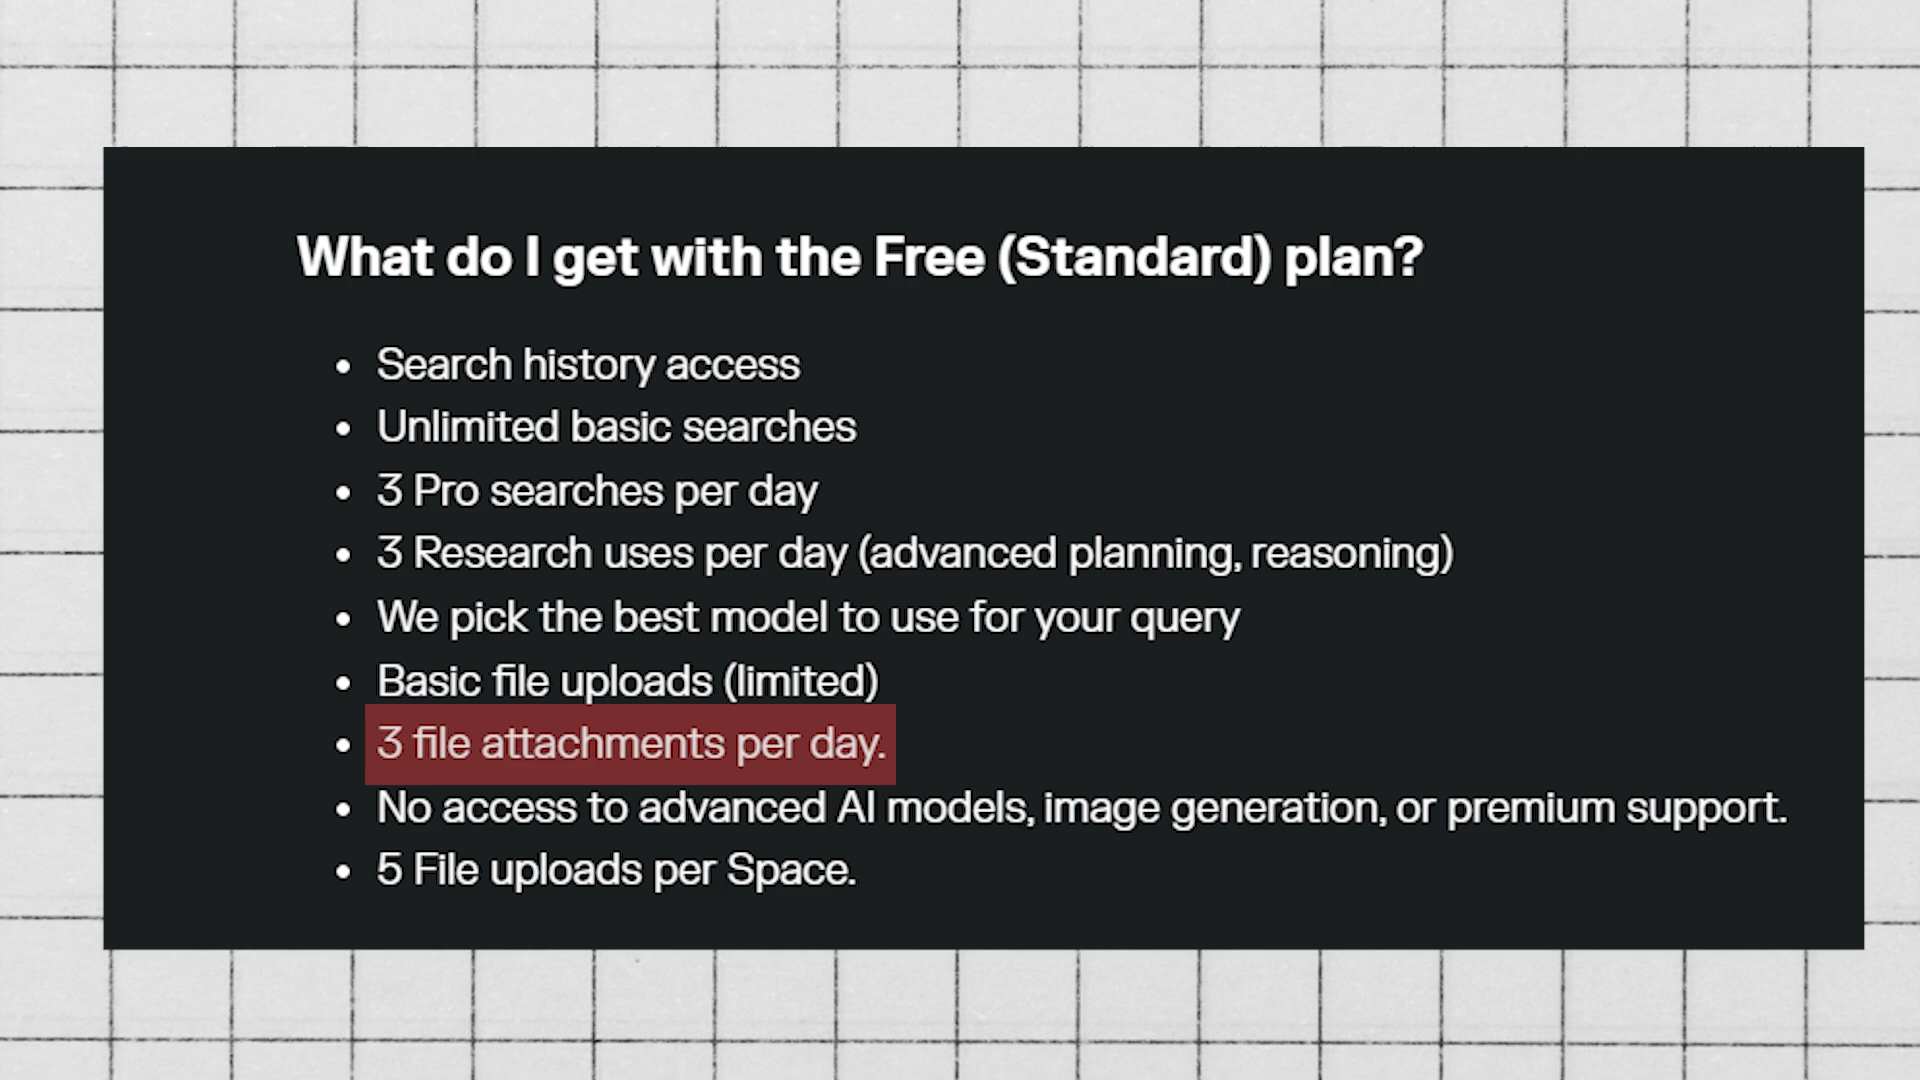 What do I get with the Free (Standard) plan?
• Search history access
• Unlimited basic searches
• 3 Pro searches per day
• 3 Research uses per day (advanced planning, reasoning)
• We pick the best model to use for your query
• Basic file uploads (limited)
• 3 file attachments per day.
• No access to advanced AI models, image generation, or premium support.
• 5 File uploads per Space.